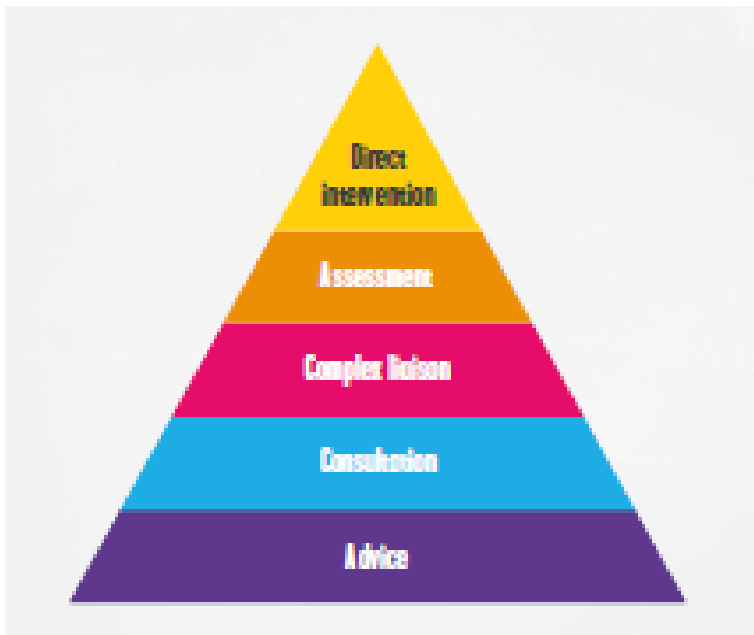 Direct
intervention
Assessment
Complex liaison
Consultation
Advice